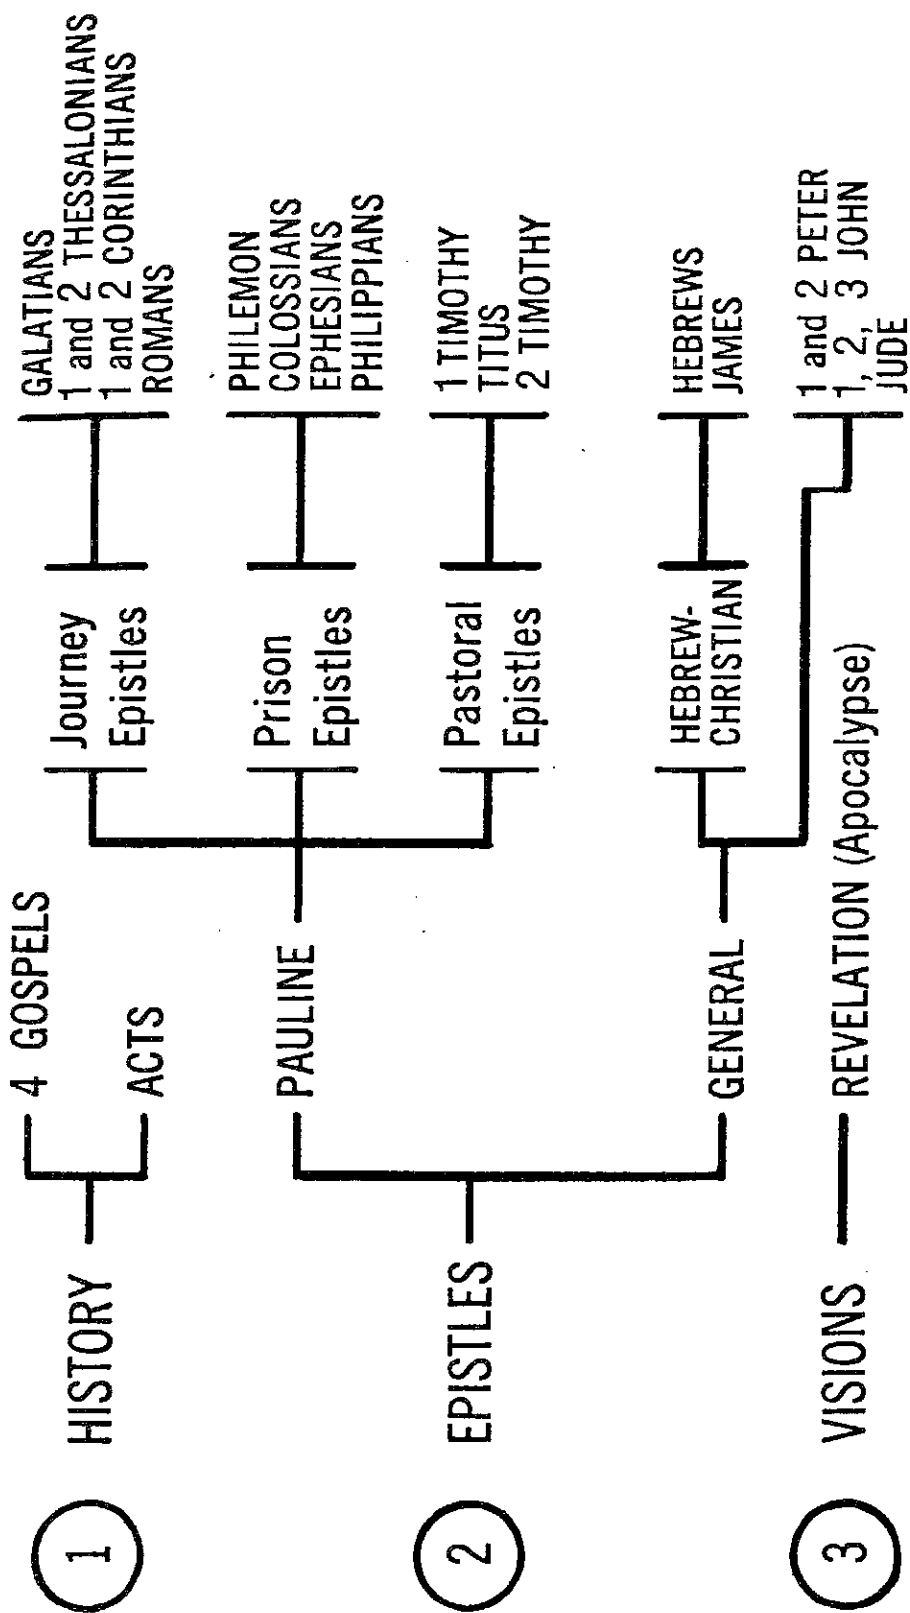 1
HISTORY
4 GOSPELS
ACTS
2
EPISTLES
PAULINE
Journey
Epistles
GALATIANS
1 and 2 THESSALONIANS
1 and 2 CORINTHIANS
ROMANS
Prison
Epistles
PHILEMON
COLOSSIANS
EPHESIANS
PHILIPPIANS
Pastoral
Epistles
1 TIMOTHY
TITUS
2 TIMOTHY
GENERAL
HEBREW-
CHRISTIAN
HEBREWS
JAMES
1 and 2 PETER
1, 2, 3 JOHN
JUDE
3
VISIONS
REVELATION (Apocalypse)